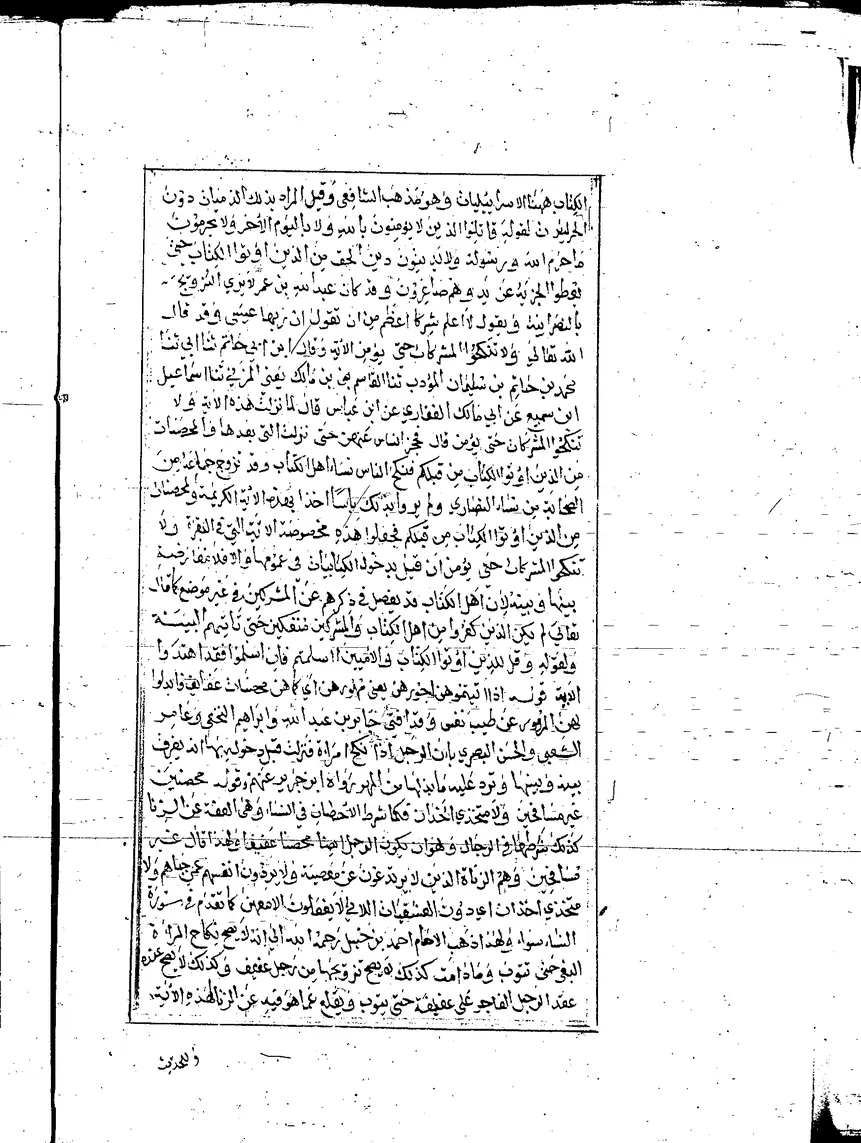 الكتاب ههنا الاسرائيليات وهو مذهب الشافعي وقيل المراد بذلك الذميات دون
الحربيات لقوله قاتلوا الذين لا يومنون بالله ولا باليوم الآخر ولا يحرمون
ما حرم الله ورسوله ولا يدينون دين الحق من الذين اوتوا الكتاب حتى
يعطوا الجزية عن يد وهم صاغرون وقد كان عبد الله بن عمر لا يري التزويج
بالنصرانية ويقول لا اعلم شركا اعظم من ان تقول ان ربها عيسى وقد قال
الله تعالى ولا تنكحوا المشركات حتى يؤمن الآية وقال ابن ابي حاتم ثنا ابي ثنا
محمد بن حاتم بن سليمان المؤدب ثنا القاسم بن مالك يعني المزني ثنا اسماعيل
ابن سميع عن ابي مالك الغفاري عن ابن عباس قال لما نزلت هذه الآية ولا
تنكحوا المشركات حتى يؤمن قال فحجز الناس عنهن حتى نزلت التي بعدها والمحصنات
من الذين اوتوا الكتاب من قبلكم فنكح الناس نساء اهل الكتاب وقد تزوج جماعة من
الصحابة من نساء النصاري ولم يروا بذلك بأسا اخذا بهذه الآية الكريمة والمحصنات
من الذين اوتوا الكتاب من قبلكم فجعلوا هذه مخصوصة الآية التي في البقرة ولا
تنكحوا المشركات حتى يؤمن ان قيل بدخول الكتابيات في عمومها والا فلا معارضة
بينها وبينه لان اهل الكتاب قد يفصل في ذكرهم عن المشركين في غير موضع كما قال
تعالى لم يكن الذين كفروا من اهل الكتاب والمشركين منفكين حتى تاتيهم البينة
ولقوله وقل للذين اوتوا الكتاب والاميين ااسلمتم فان اسلموا فقد اهتدوا
الآية قوله اذا اتيتموهن اجورهن يعني مهورهن اي كما هن محصنات عفايف فابدلوا
لهن المهور عن طيب نفس وقد افتى جابر بن عبد الله وابراهيم النخعي وعامر
الشعبي والحسن البصري بان الرجل اذا نكح امرأة فزنت قبل دخوله بها انه يفرق
بينه وبينها وترد عليه ما بذل لها من المهر رواه ابن جرير عنهم وقوله محصنين
غير مسافحين ولا متخذي اخدان فكما شرط الاحصان في النساء وهي العفة عن الزنا
كذلك شرطها في الرجال وهو ان يكون الرجل ايضا محصنا عفيفا ولهذا قال غير
مسافحين وهم الزناة الذين لا يرتدعون عن معصية ولا يردون انفسهم عمن جاهم ولا
متخذي اخدان اي ذوي العشيقات اللاتي لا يفعلون الا معهن كما تقدم في سورة
النساء سواء ولهذا ذهب الامام احمد بن حنبل رحمه الله الى انه لا يصح نكاح المرأة
البغي حتى تتوب وما دامت كذلك لا يصح تزويجها من رجل عفيف وكذلك لا يصح عنده
عقد الرجل الفاجر على عفيفة حتى يتوب ويقلع عما هو فيه عن الزنا لهذه الآية
وللحديث